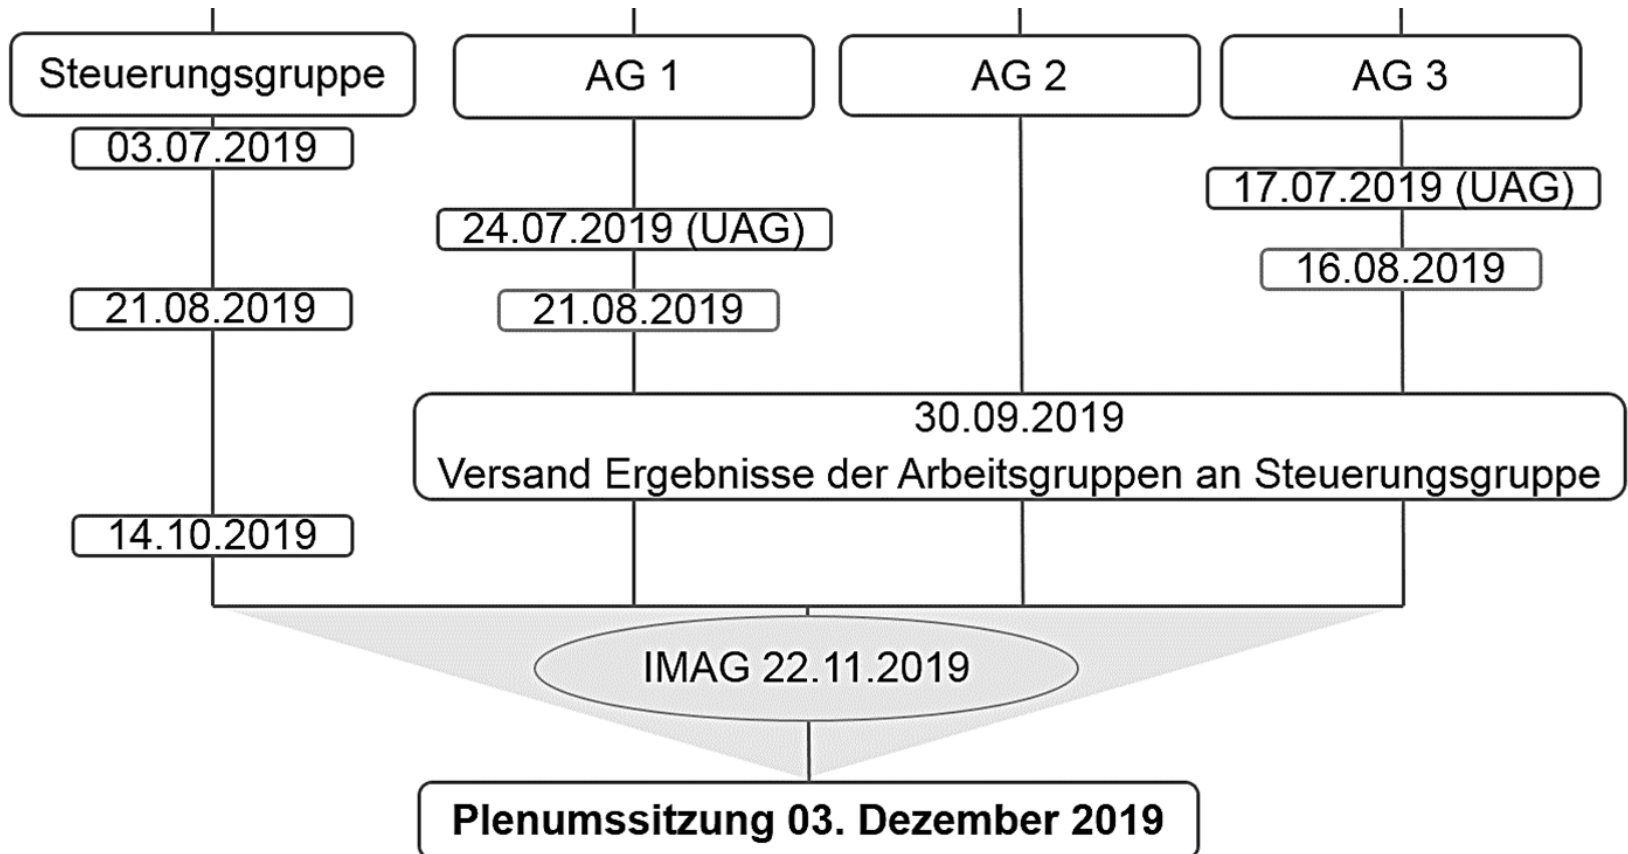 Steuerungsgruppe
AG 1
AG 2
AG 3
03.07.2019
17.07.2019 (UAG)
24.07.2019 (UAG)
16.08.2019
21.08.2019
21.08.2019
30.09.2019
Versand Ergebnisse der Arbeitsgruppen an Steuerungsgruppe
14.10.2019
IMAG 22.11.2019
Plenumssitzung 03. Dezember 2019